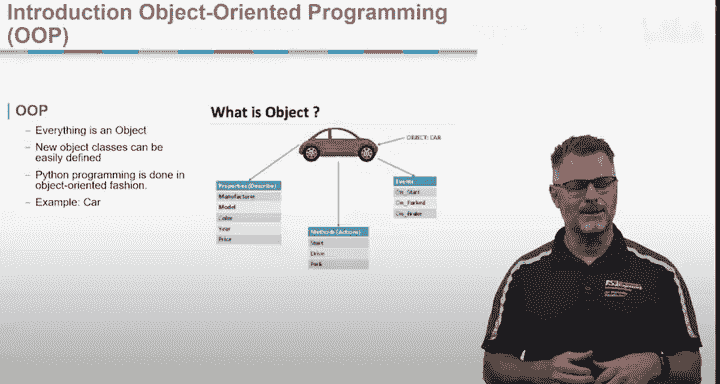 Introduction Object-Oriented Programming
(OOP)
OOP
– Everything is an Object
– New object classes can be
easily defined
– Python programming is done in
object-oriented fashion.
– Example: Car
What is Object ?
OBJECT: CAR
Properties (Describe)
Manufacturer
Model
Color
Year
Price
Methods (Actions)
Start
Drive
Park
Events
On_Start
On_Parked